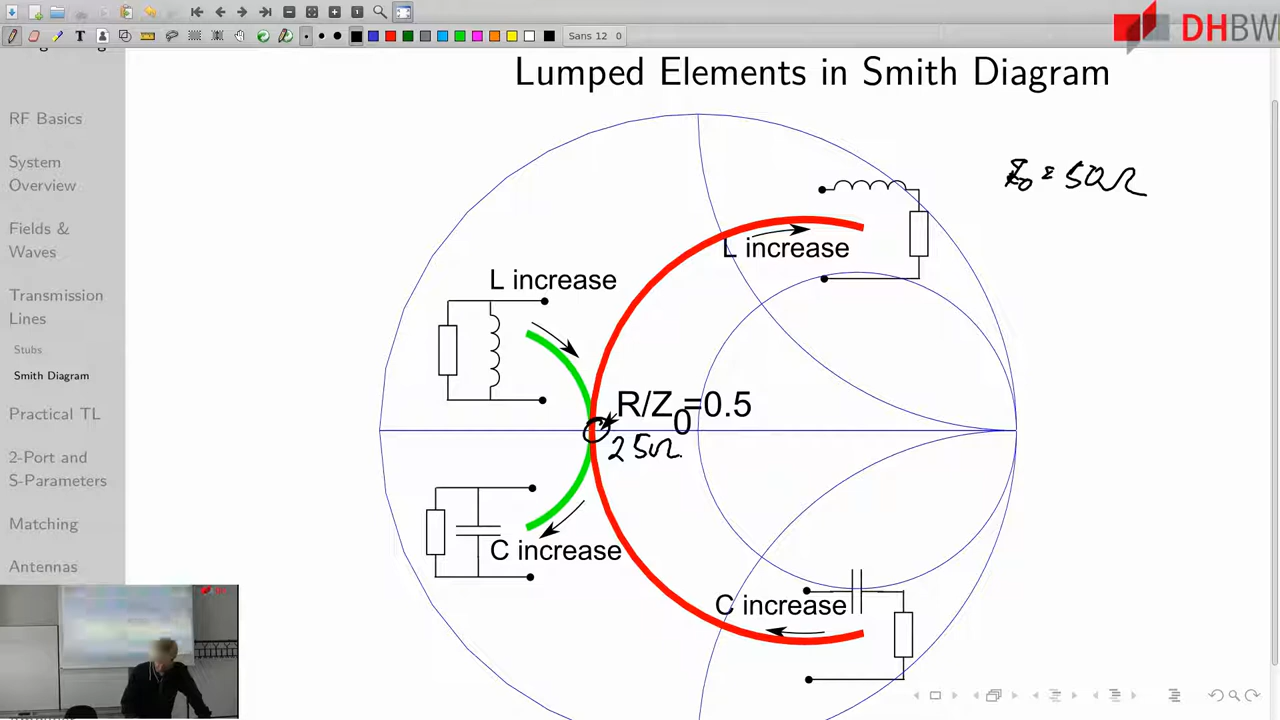 Sans 12 0
DHBW
Lumped Elements in Smith Diagram
RF Basics
System
Overview
Fields &
Waves
Transmission
Lines
Stubs
Smith Diagram
Practical TL
2-Port and
S-Parameters
Matching
Antennas
Z0 = 50Ω
L increase
L increase
R/Z0=0.5
25Ω
C increase
C increase